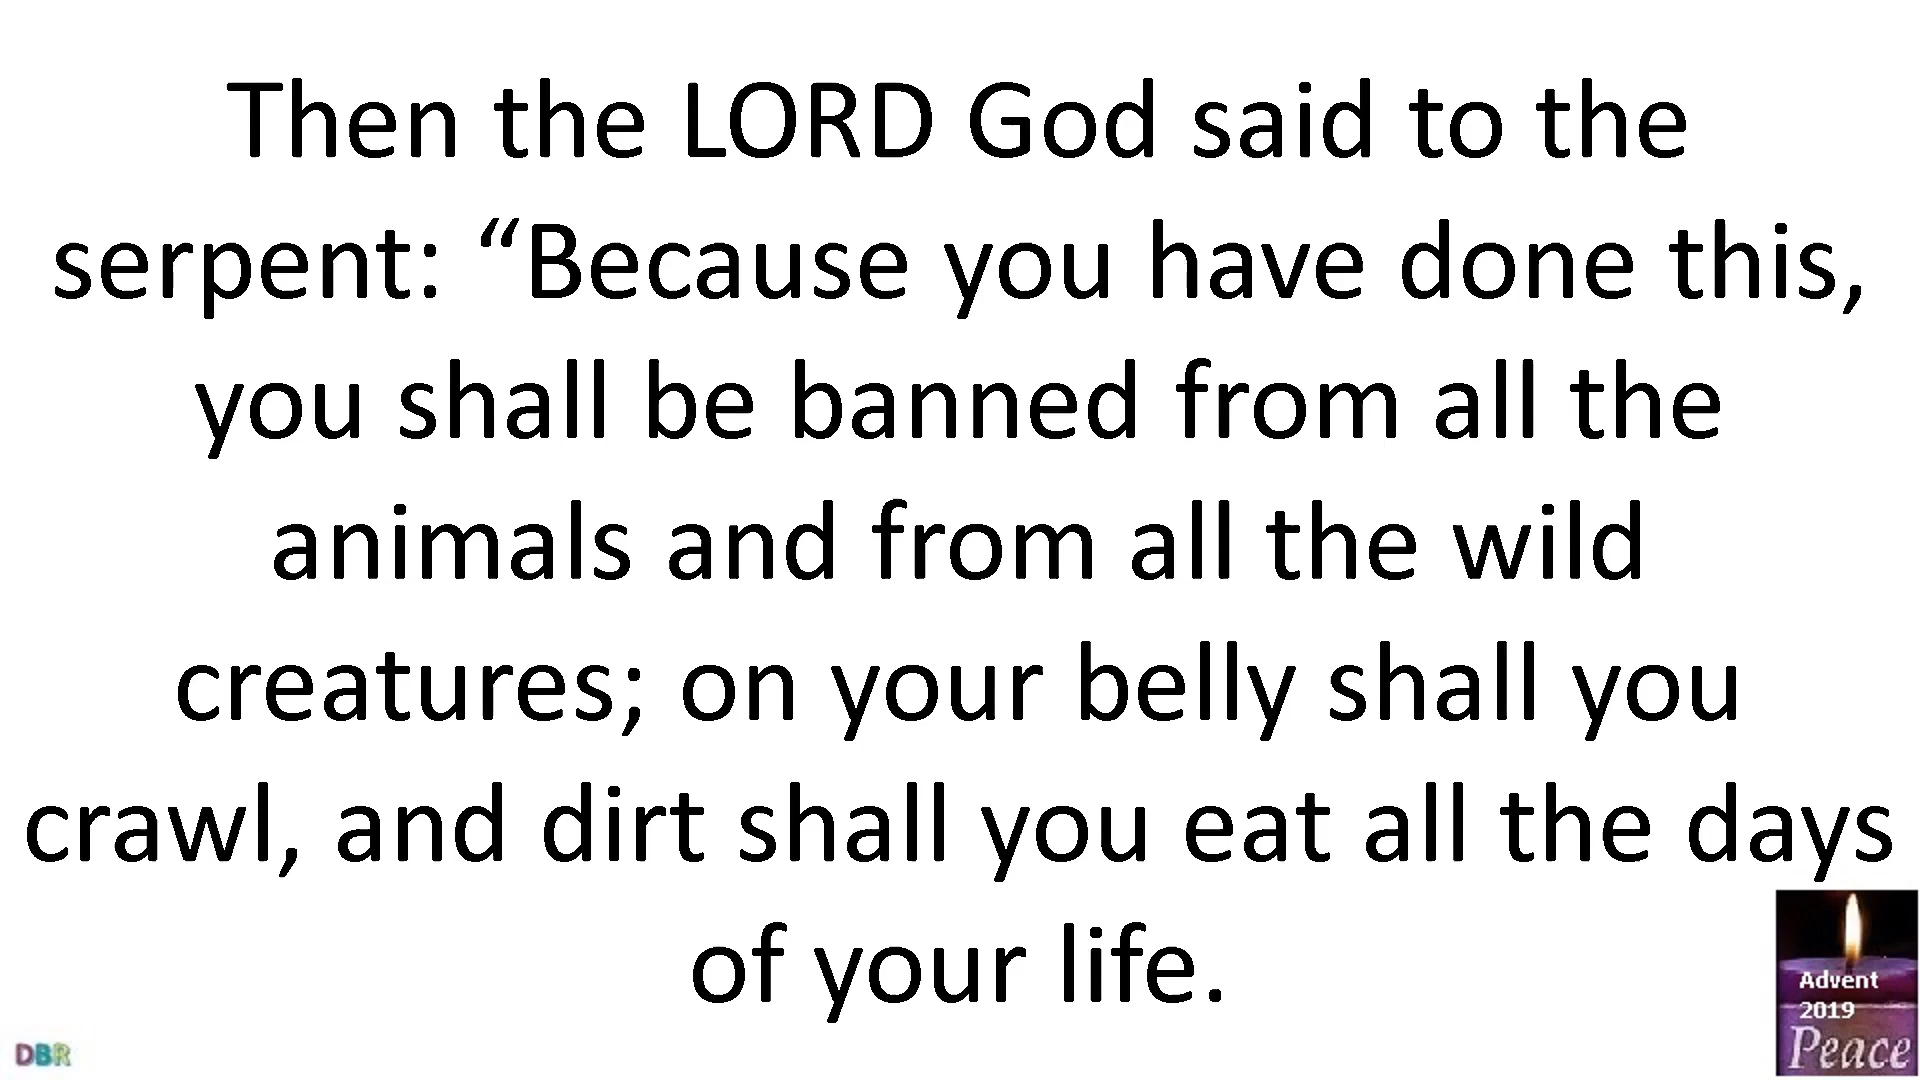 Then the LORD God said to the
serpent: “Because you have done this,
you shall be banned from all the
animals and from all the wild
creatures; on your belly shall you
crawl, and dirt shall you eat all the days
of your life.
Advent
2019
Peace
DBR